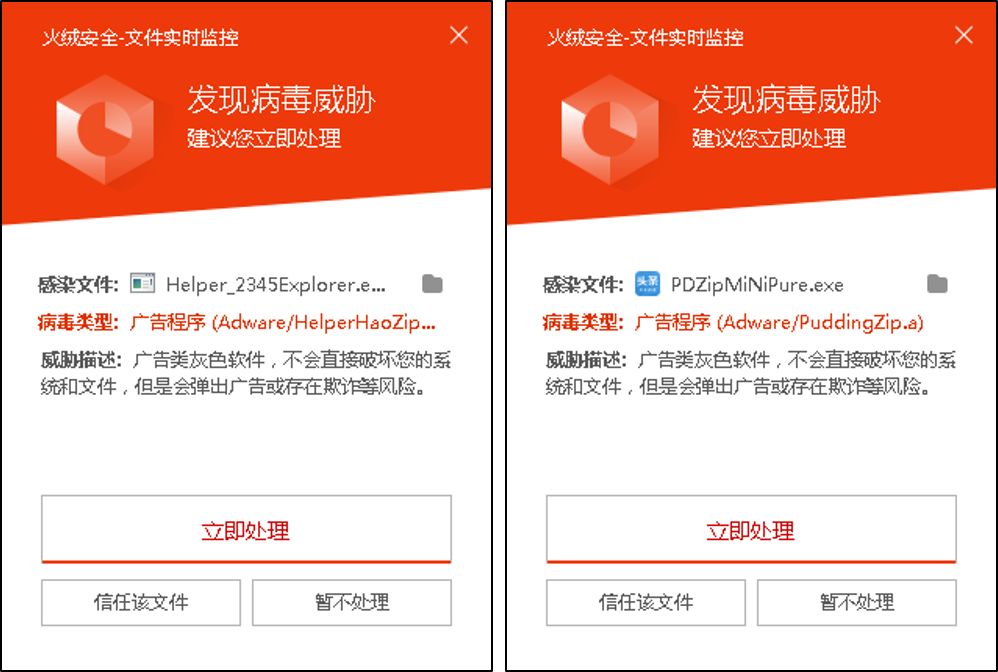 火绒安全-文件实时监控
发现病毒威胁
建议您立即处理
感染文件: Helper_2345Explorer.e...
病毒类型: 广告程序 (Adware/HelperHaoZip...
威胁描述: 广告类灰色软件，不会直接破坏您的系
统和文件，但是会弹出广告或存在欺诈等风险。
立即处理
信任该文件 暂不处理
火绒安全-文件实时监控
发现病毒威胁
建议您立即处理
感染文件: 头条 PDZipMiNiPure.exe
病毒类型: 广告程序 (Adware/PuddingZip.a)
威胁描述: 广告类灰色软件，不会直接破坏您的系
统和文件，但是会弹出广告或存在欺诈等风险。
立即处理
信任该文件 暂不处理